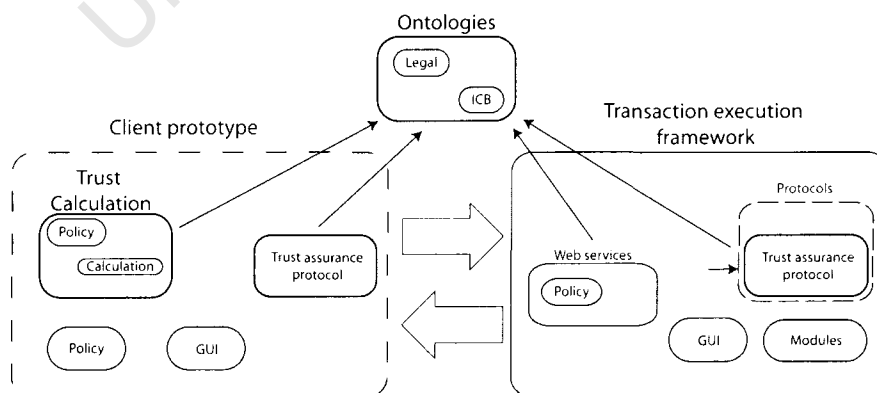 Ontologies
Legal
ICB
Client prototype
Transaction execution
framework
Trust
Calculation
Policy
Calculation
Trust assurance
protocol
Policy
GUI
Web services
Policy
Protocols
Trust assurance
protocol
GUI
Modules